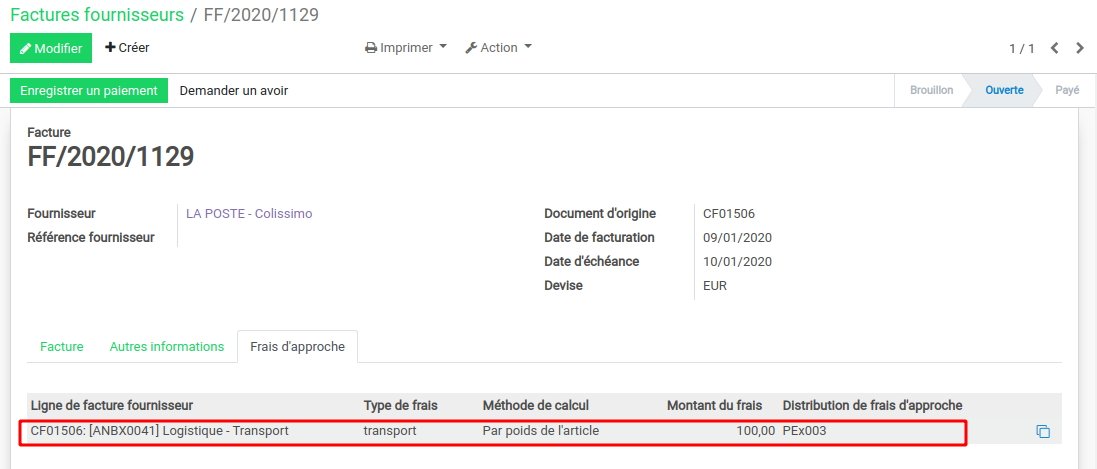 Factures fournisseurs / FF/2020/1129
Modifier Créer Imprimer Action 1 / 1
Enregistrer un paiement Demander un avoir Brouillon Ouverte Payé
Facture
FF/2020/1129
Fournisseur LA POSTE - Colissimo Document d'origine CF01506
Référence fournisseur Date de facturation 09/01/2020
Date d'échéance 10/01/2020
Devise EUR
Facture Autres informations Frais d'approche
Ligne de facture fournisseur Type de frais Méthode de calcul Montant du frais Distribution de frais d'approche
CF01506: [ANBX0041] Logistique - Transport transport Par poids de l'article 100,00 PEx003